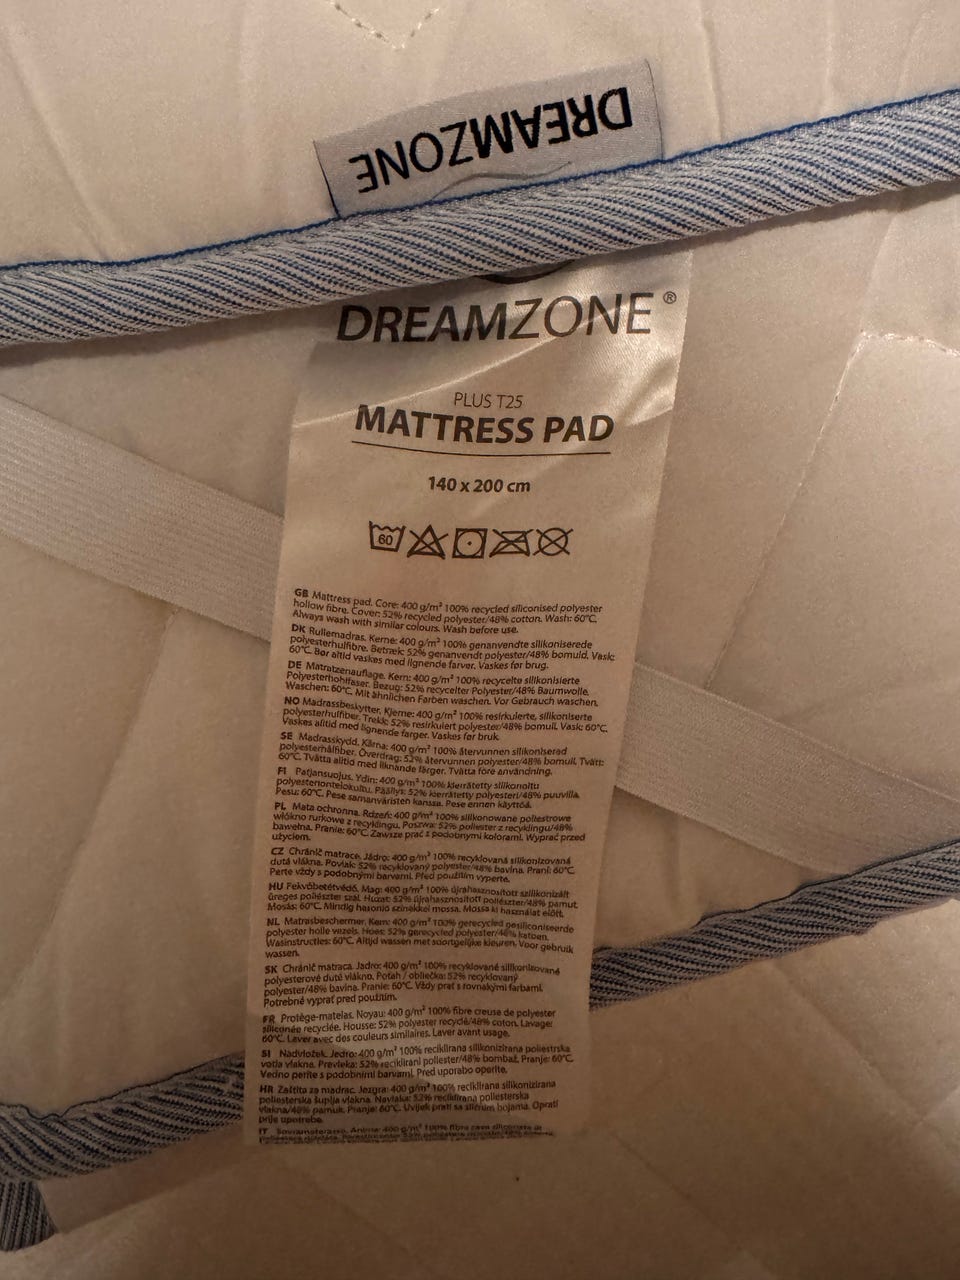 DREAMZONE
DREAMZONE®
PLUS T25
MATTRESS PAD
140 x 200 cm
60
GB Mattress pad. Core: 400 g/m² 100% recycled siliconised polyester
hollow fibre. Cover: 52% recycled polyester/48% cotton. Wash: 60°C.
Always wash with similar colours. Wash before use.
DK Rullemadras. Kerne: 400 g/m² 100% genanvendte silikoniserede
polyesterhulfibre. Betræk: 52% genanvendt polyester/48% bomuld. Vask:
60°C. Bør altid vaskes med lignende farver. Vaskes før brug.
DE Matratzenauflage. Kern: 400 g/m² 100% recycelte silikonisierte
Polyesterhohlfaser. Bezug: 52% recycelter Polyester/48% Baumwolle.
Waschen: 60°C. Mit ähnlichen Farben waschen. Vor Gebrauch waschen.
NO Madrassbeskytter. Kjerne: 400 g/m² 100% resirkulerte, silikoniserte
polyesterhulfiber. Trekk: 52% resirkulert polyester/48% bomull. Vask: 60°C.
Vaskes alltid med lignende farger. Vaskes før bruk.
SE Madrasskydd. Kärna: 400 g/m² 100% återvunnen silikoniserad
polyesterhålfiber. Överdrag: 52% återvunnen polyester/48% bomull. Tvätt:
60°C. Tvätta alltid med liknande färger. Tvätta före användning.
FI Patjansuojus. Ydin: 400 g/m² 100% kierrätetty silikonoitu
polyesterionteloukuitu. Päällys: 52% kierrätetty polyesteri/48% puuvilla.
Pesu: 60°C. Pese samanväristen kanssa. Pese ennen käyttöä.
PL Mata ochronna. Rdzeń: 400 g/m² 100% silikonowane poliestrowe
włókno rurkowe z recyklingu. Poszwa: 52% poliester z recyklingu/48%
bawełna. Pranie: 60°C. Zawsze prać z podobnymi kolorami. Wyprać przed
użyciem.
CZ Chránič matrace. Jádro: 400 g/m² 100% recyklovaná silikonizovaná
dutá vlákna. Povlak: 52% recyklovaný polyester/48% bavlna. Praní: 60°C.
Perte vždy s podobnými barvami. Před použitím vyperte.
HU Fekvőbetétvédő. Mag: 400 g/m² 100% újrahasznosított szilikonizált
üreges poliészter szál. Huzat: 52% újrahasznosított poliészter/48% pamut.
Mosás: 60°C. Mindig hasonló színekkel mossa. Mossa ki használat előtt.
NL Matrasbeschermer. Kern: 400 g/m² 100% gerecycled gesiliconiseerde
polyester holle vezels. Hoes: 52% gerecycled polyester/48% katoen.
Wasinstructies: 60°C. Altijd wassen met soortgelijke kleuren. Voor gebruik
wassen.
SK Chránič matraca. Jadro: 400 g/m² 100% recyklované silikonizované
polyesterové duté vlákno. Poťah / obliečka: 52% recyklovaný
polyester/48% bavlna. Pranie: 60°C. Vždy prať s rovnakými farbami.
Potrebné vyprať pred použitím.
FR Protège-matelas. Noyau: 400 g/m² 100% fibre creuse de polyester
siliconée recyclée. Housse: 52% polyester recyclé/48% coton. Lavage:
60°C. Laver avec des couleurs similaires. Laver avant usage.
SI Nadvložek. Jedro: 400 g/m² 100% reciklirana silikonizirana poliestrska
votla vlakna. Prevleka: 52% reciklirani poliester/48% bombaž. Pranje: 60°C.
Vedno perite s podobnimi barvami. Pred uporabo operite.
HR Zaštita za madrac. Jezgra: 400 g/m² 100% reciklirana silikonizirana
poliesterska šuplja vlakna. Navlaka: 52% reciklirana poliesterska
vlakna/48% pamuk. Pranje: 60°C. Uvijek prati sa sličnim bojama. Oprati
prije upotrebe.
IT Sovramaterasso. Anima: 400 g/m² 100% fibra cava